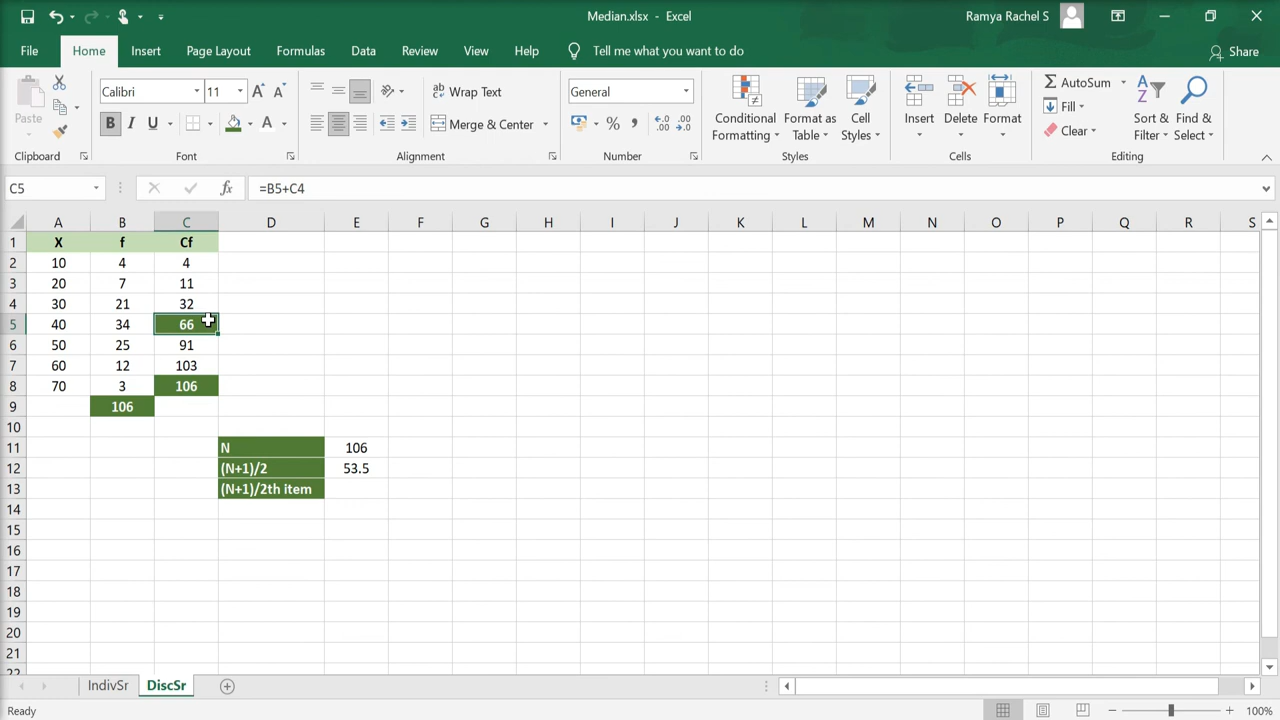 Median.xlsx - Excel
Ramya Rachel S
File Home Insert Page Layout Formulas Data Review View Help Tell me what you want to do Share
Paste
Calibri 11
B I U A
Wrap Text
Merge & Center
General
% ,
Conditional Formatting
Format as Table
Cell Styles
Insert
Delete
Format
AutoSum
Fill
Clear
Sort & Filter
Find & Select
Clipboard Font Alignment Number Styles Cells Editing
C5 fx =B5+C4
A B C D E F G H I J K L M N O P Q R S
1 X f Cf
2 10 4 4
3 20 7 11
4 30 21 32
5 40 34 66
6 50 25 91
7 60 12 103
8 70 3 106
9 106
10
11 N 106
12 (N+1)/2 53.5
13 (N+1)/2th item
14
15
16
17
18
19
20
21
22
IndivSr DiscSr
Ready 100%